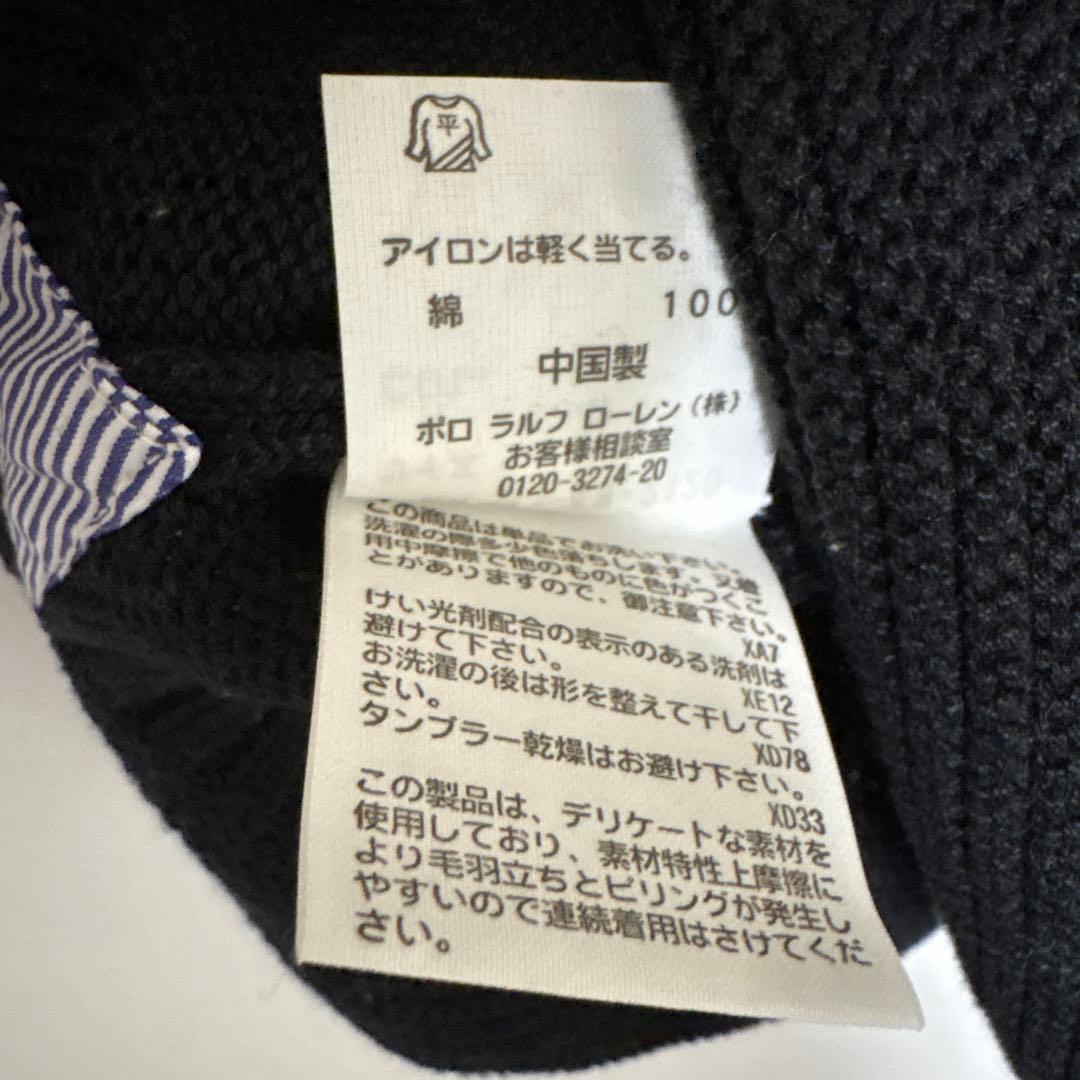 平
アイロンは軽く当てる。
綿 100
中国製
ポロ ラルフ ローレン (株)
お客様相談室
0120-3274-20
この商品は単品でお洗い下さい。
洗濯の際多少色落ちします。又着
用中摩擦で他のものに色がつくこ
とがありますので、御注意下さい。
XA7
けい光剤配合の表示のある洗剤は
避けて下さい。
XE12
お洗濯の後は形を整えて干して下
さい。
XD78
タンブラー乾燥はお避け下さい。
XD33
この製品は、デリケートな素材を
使用しており、素材特性上摩擦に
より毛羽立ちとピリングが発生し
やすいので連続着用はさけてくだ
さい。